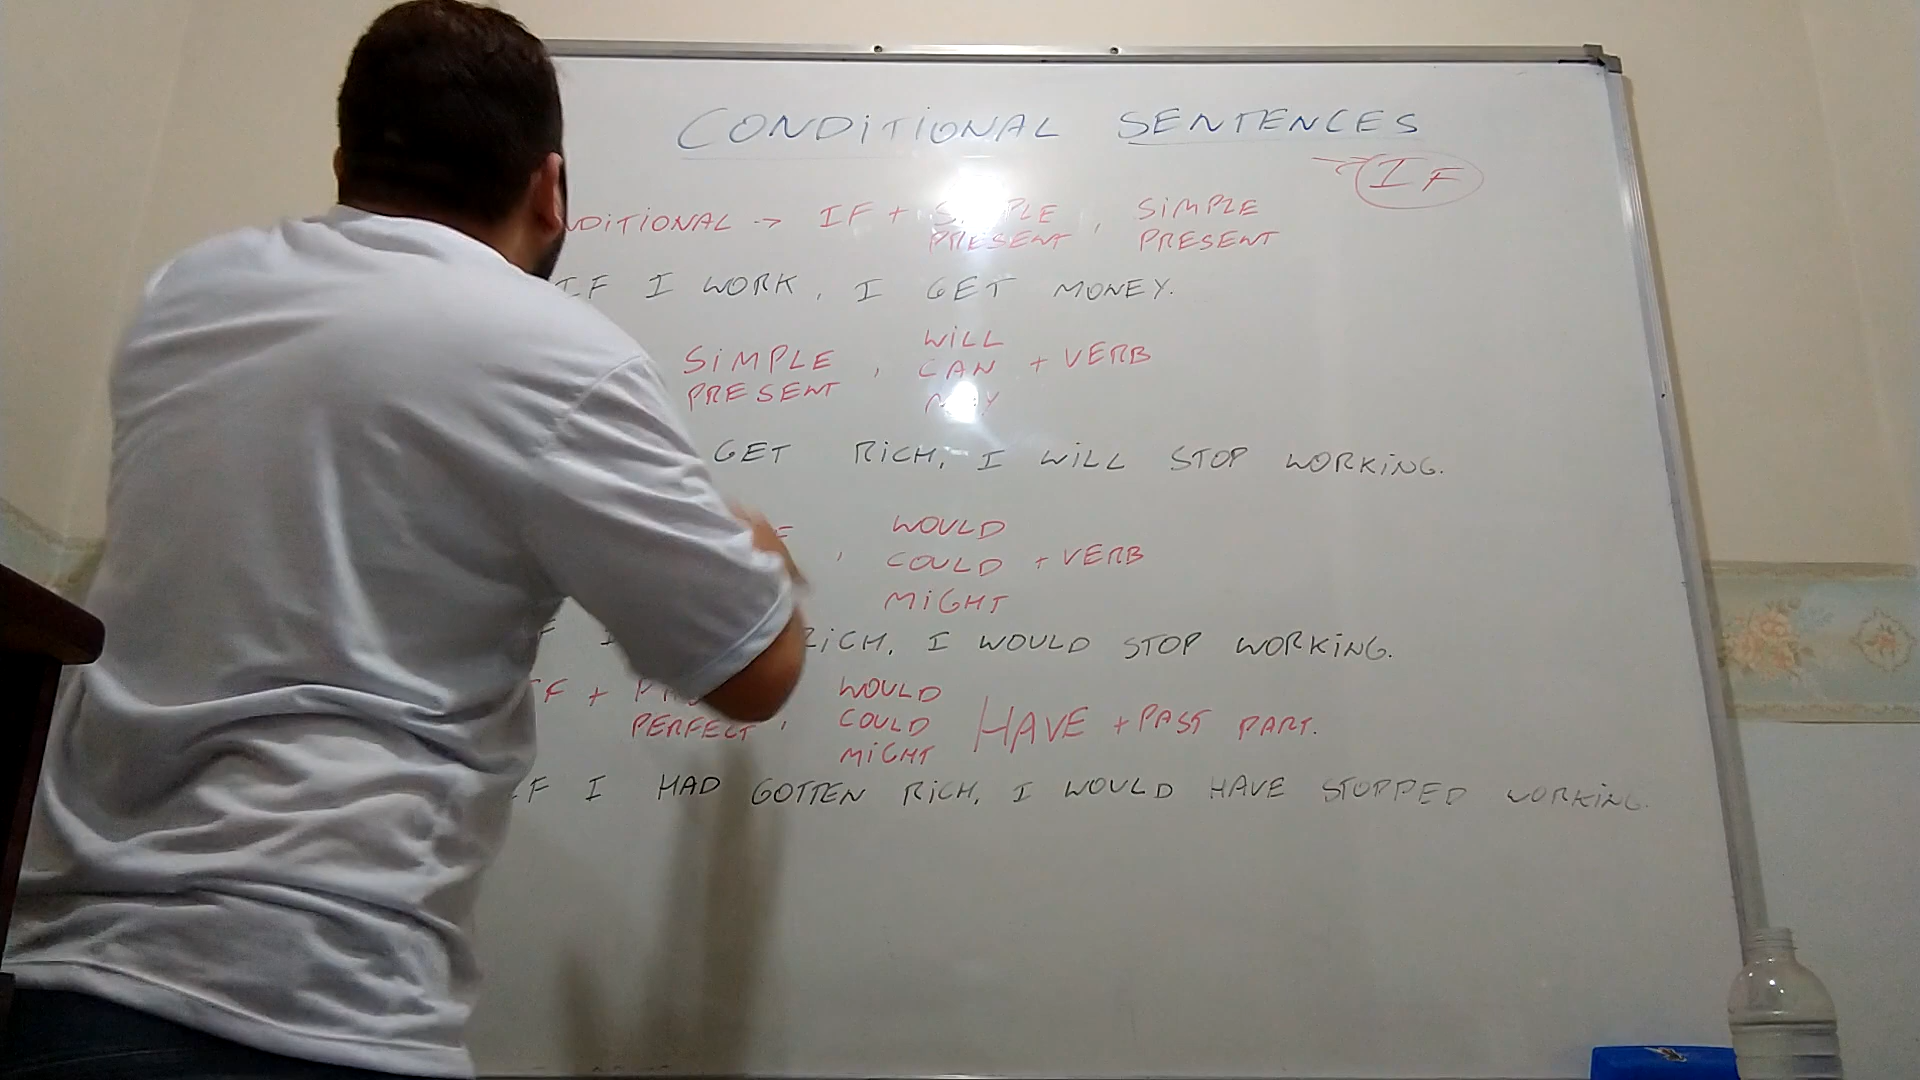 CONDITIONAL SENTENCES
→ IF
NDITIONAL → IF + SIMPLE PRESENT , SIMPLE PRESENT
IF I WORK, I GET MONEY.
SIMPLE PRESENT , WILL CAN MAY + VERB
GET RICH, I WILL STOP WORKING.
, WOULD COULD MIGHT + VERB
I RICH, I WOULD STOP WORKING.
IF + PERFECT , WOULD COULD MIGHT HAVE + PAST PART.
IF I HAD GOTTEN RICH, I WOULD HAVE STOPPED WORKING.